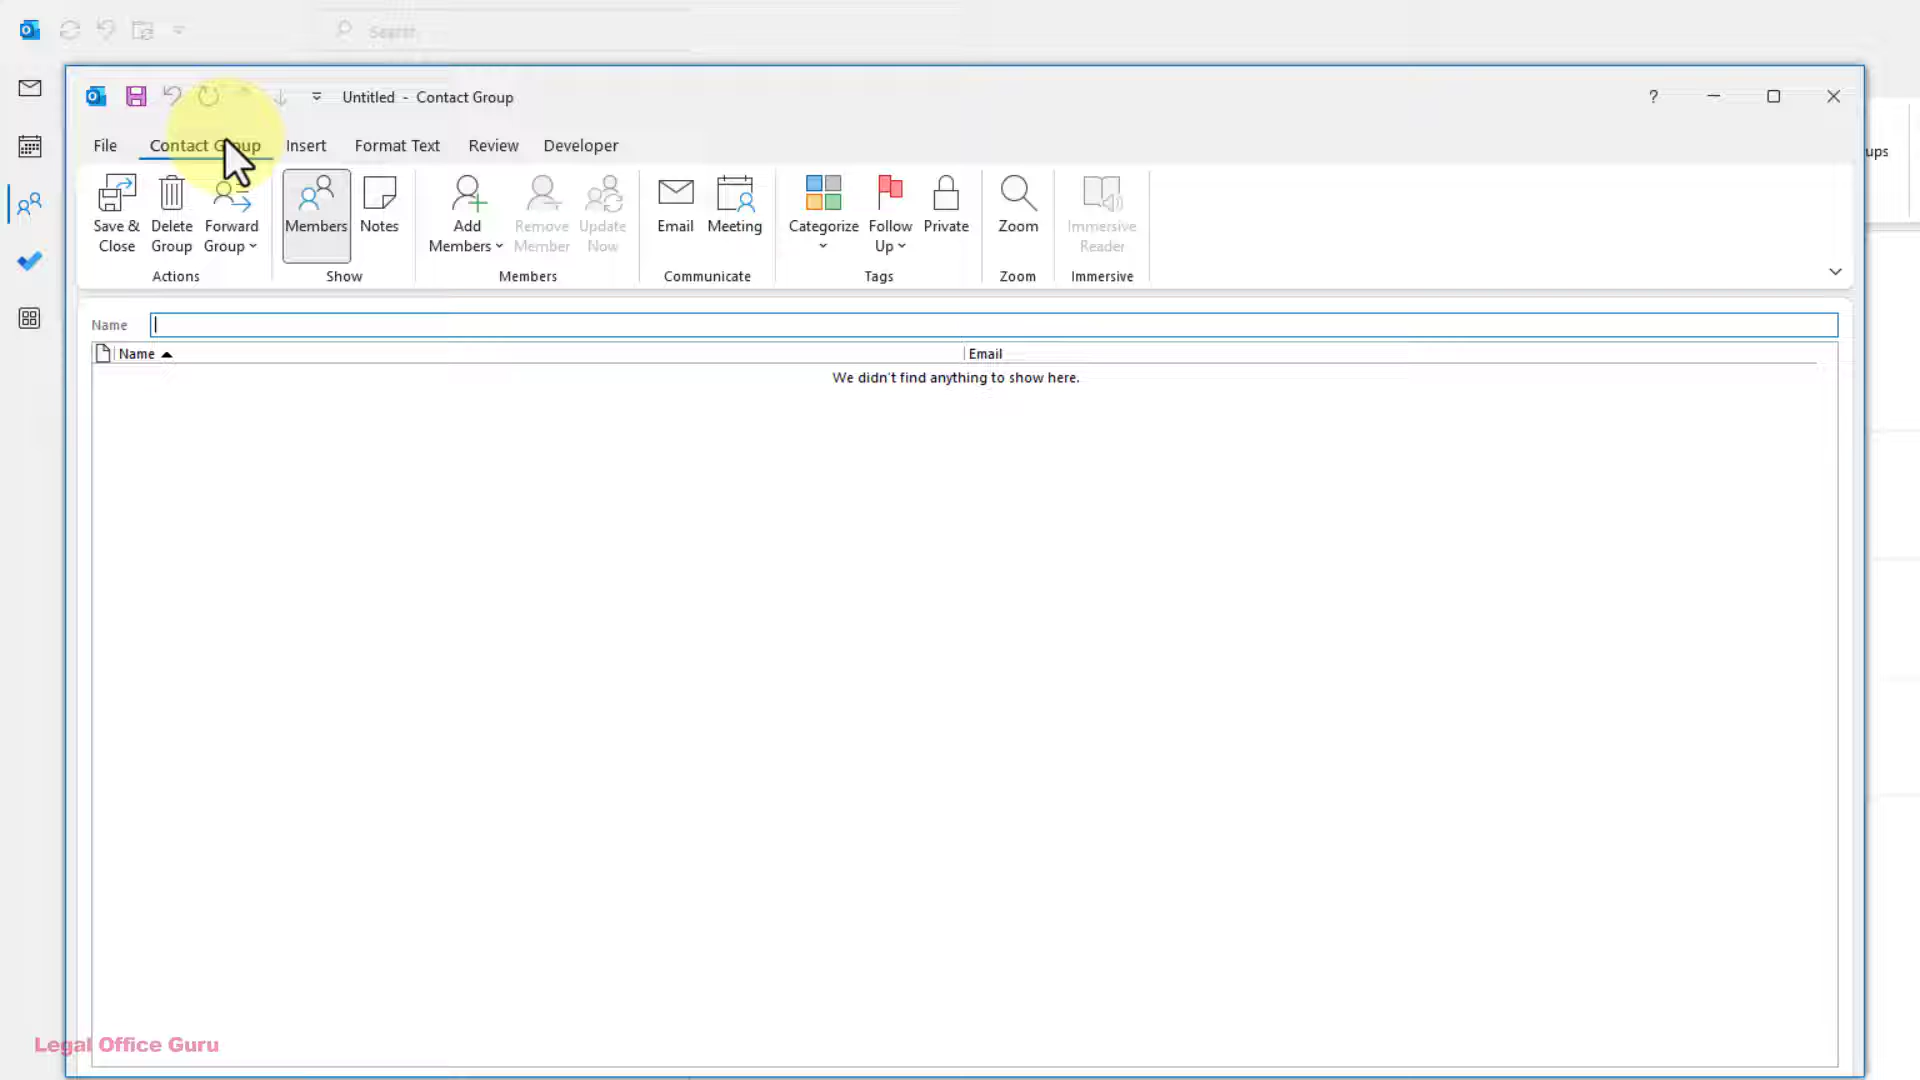 Search
Untitled - Contact Group
?
File Contact Group Insert Format Text Review Developer
ups
Save & Close
Delete Group
Forward Group
Members
Notes
Add Members
Remove Member
Update Now
Email
Meeting
Categorize
Follow Up
Private
Zoom
Immersive Reader
Actions Show Members Communicate Tags Zoom Immersive
Name
Name Email
We didn't find anything to show here.
Legal Office Guru